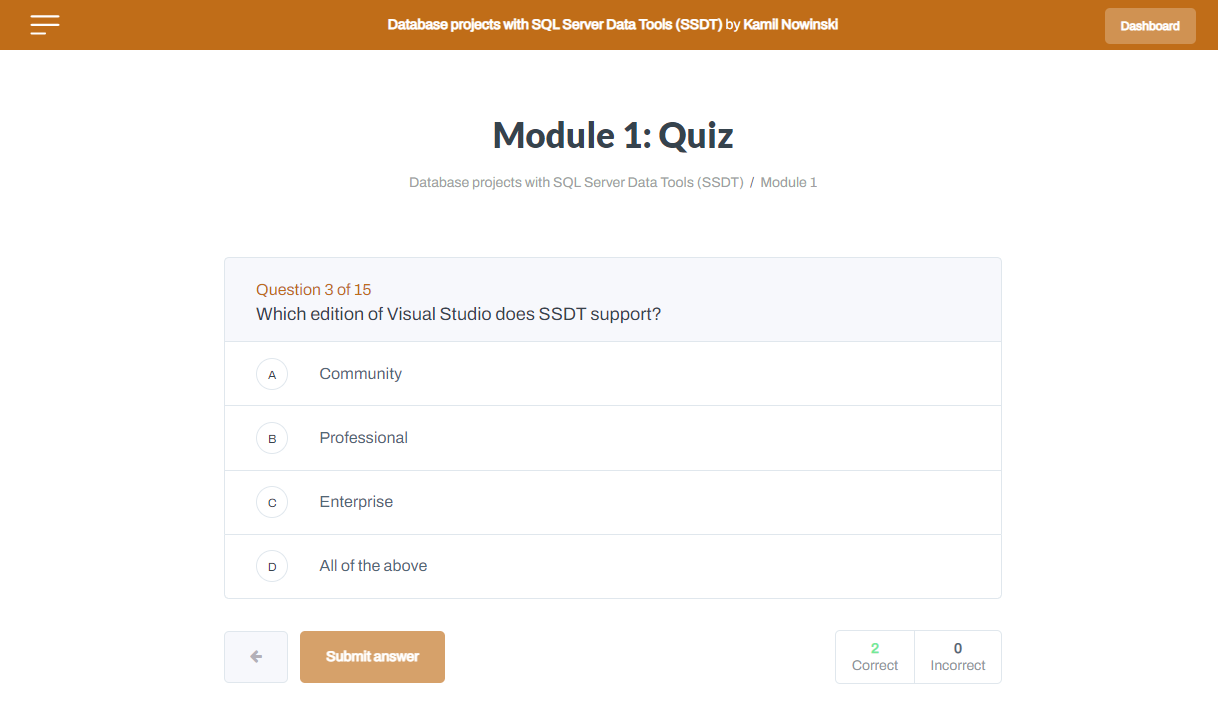 Database projects with SQL Server Data Tools (SSDT) by Kamil Nowinski
Dashboard
Module 1: Quiz
Database projects with SQL Server Data Tools (SSDT) / Module 1
Question 3 of 15
Which edition of Visual Studio does SSDT support?
A Community
B Professional
C Enterprise
D All of the above
Submit answer
2 Correct
0 Incorrect